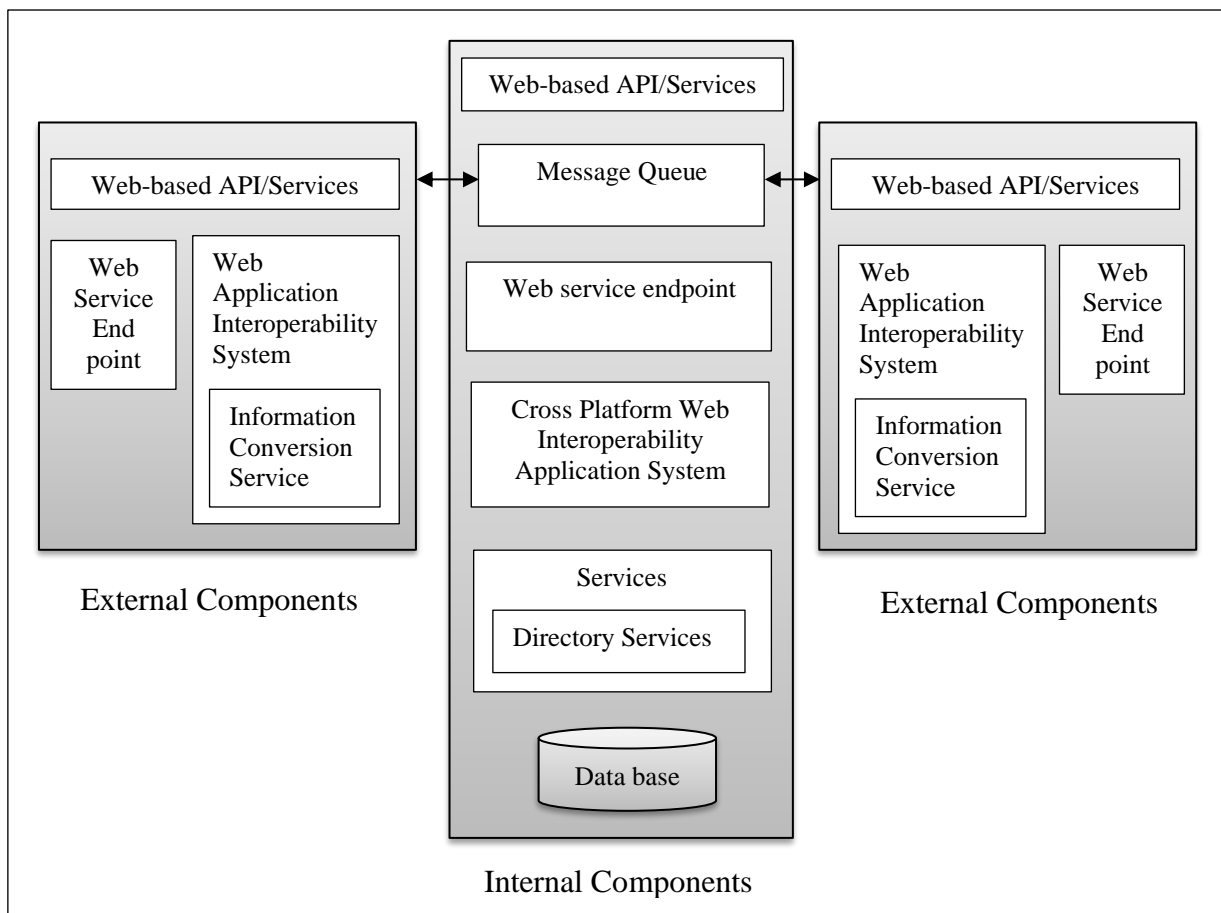 Web-based API/Services
Message Queue
Web service endpoint
Cross Platform Web
Interoperability
Application System
Services
Directory Services
Data base
Internal Components
Web-based API/Services
Web
Service
End
point
Web
Application
Interoperability
System
Information
Conversion
Service
External Components
Web-based API/Services
Web
Application
Interoperability
System
Information
Conversion
Service
Web
Service
End
point
External Components